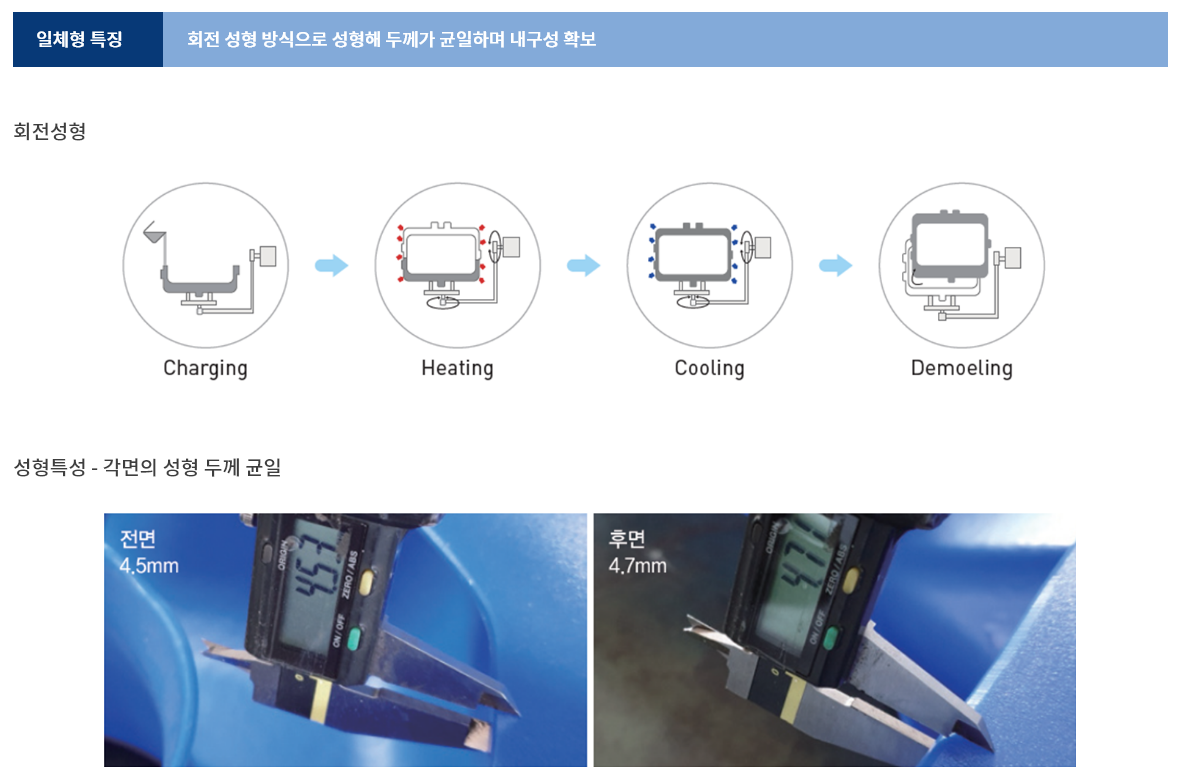 일체형 특징
회전 성형 방식으로 성형해 두께가 균일하며 내구성 확보
회전성형
Charging
Heating
Cooling
Demoeling
성형특성 - 각면의 성형 두께 균일
전면
4.5mm
ORIGIN
4.57
ZERO / ABS
ON / OFF
후면
4.7mm
ORIGIN
ZERO / ABS
ON / OFF